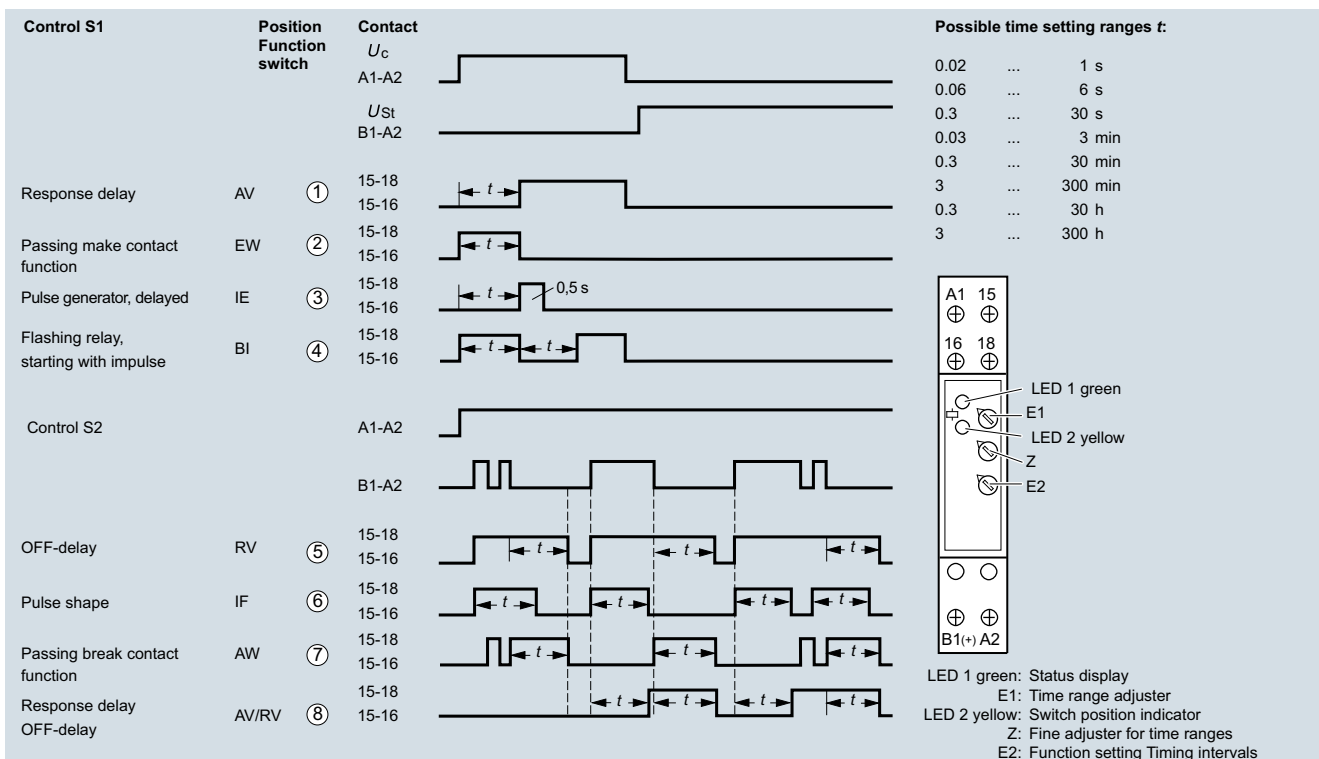 Control S1
Position Function switch
Contact
Uc
A1-A2
USt
B1-A2
Response delay AV 1 15-18
15-16
t
Passing make contact function EW 2 15-18
15-16
t
Pulse generator, delayed IE 3 15-18
15-16
t 0,5 s
Flashing relay,
starting with impulse BI 4 15-18
15-16
t t
Control S2 A1-A2
B1-A2
OFF-delay RV 5 15-18
15-16
t t t
Pulse shape IF 6 15-18
15-16
t t t t
Passing break contact
function AW 7 15-18
15-16
t t t
Response delay
OFF-delay AV/RV 8 15-18
15-16
t t t t
Possible time setting ranges t:
0.02 ... 1 s
0.06 ... 6 s
0.3 ... 30 s
0.03 ... 3 min
0.3 ... 30 min
3 ... 300 min
0.3 ... 30 h
3 ... 300 h
A1 15
16 18
LED 1 green
E1
LED 2 yellow
Z
E2
B1(+) A2
LED 1 green: Status display
E1: Time range adjuster
LED 2 yellow: Switch position indicator
Z: Fine adjuster for time ranges
E2: Function setting Timing intervals